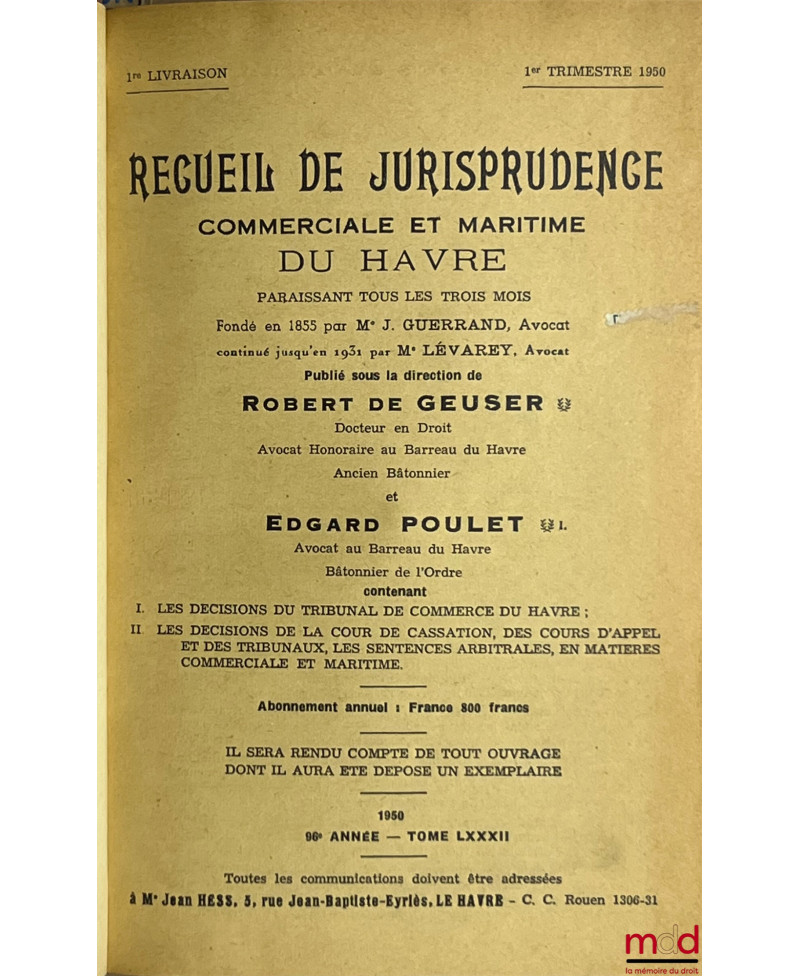 1re LIVRAISON
1er TRIMESTRE 1950
RECUEIL DE JURISPRUDENCE
COMMERCIALE ET MARITIME
DU HAVRE
PARAISSANT TOUS LES TROIS MOIS
Fondé en 1855 par Me J. GUERRAND, Avocat
continué jusqu'en 1931 par Me LÉVAREY, Avocat
Publié sous la direction de
ROBERT DE GEUSER
Docteur en Droit
Avocat Honoraire au Barreau du Havre
Ancien Bâtonnier
et
EDGARD POULET I.
Avocat au Barreau du Havre
Bâtonnier de l'Ordre
contenant
I. LES DECISIONS DU TRIBUNAL DE COMMERCE DU HAVRE ;
II. LES DECISIONS DE LA COUR DE CASSATION, DES COURS D'APPEL
ET DES TRIBUNAUX, LES SENTENCES ARBITRALES, EN MATIERES
COMMERCIALE ET MARITIME.
Abonnement annuel : France 800 francs
IL SERA RENDU COMPTE DE TOUT OUVRAGE
DONT IL AURA ETE DEPOSE UN EXEMPLAIRE
1950
96e ANNÉE — TOME LXXXII
Toutes les communications doivent être adressées
à Me Jean HESS, 5, rue Jean-Baptiste-Eyriès, LE HAVRE - C. C. Rouen 1306-31
mdd
la mémoire du droit